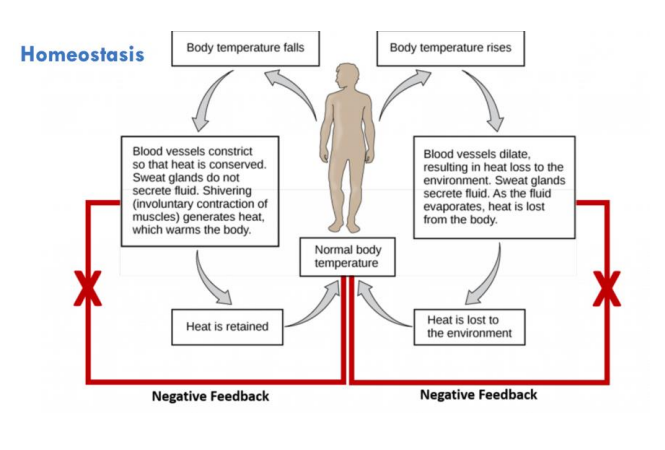 Homeostasis
Body temperature falls
Body temperature rises
Blood vessels constrict
so that heat is conserved.
Sweat glands do not
secrete fluid. Shivering
(involuntary contraction of
muscles) generates heat,
which warms the body.
Blood vessels dilate,
resulting in heat loss to the
environment. Sweat glands
secrete fluid. As the fluid
evaporates, heat is lost
from the body.
Normal body
temperature
Heat is retained
Heat is lost to
the environment
X
X
Negative Feedback
Negative Feedback